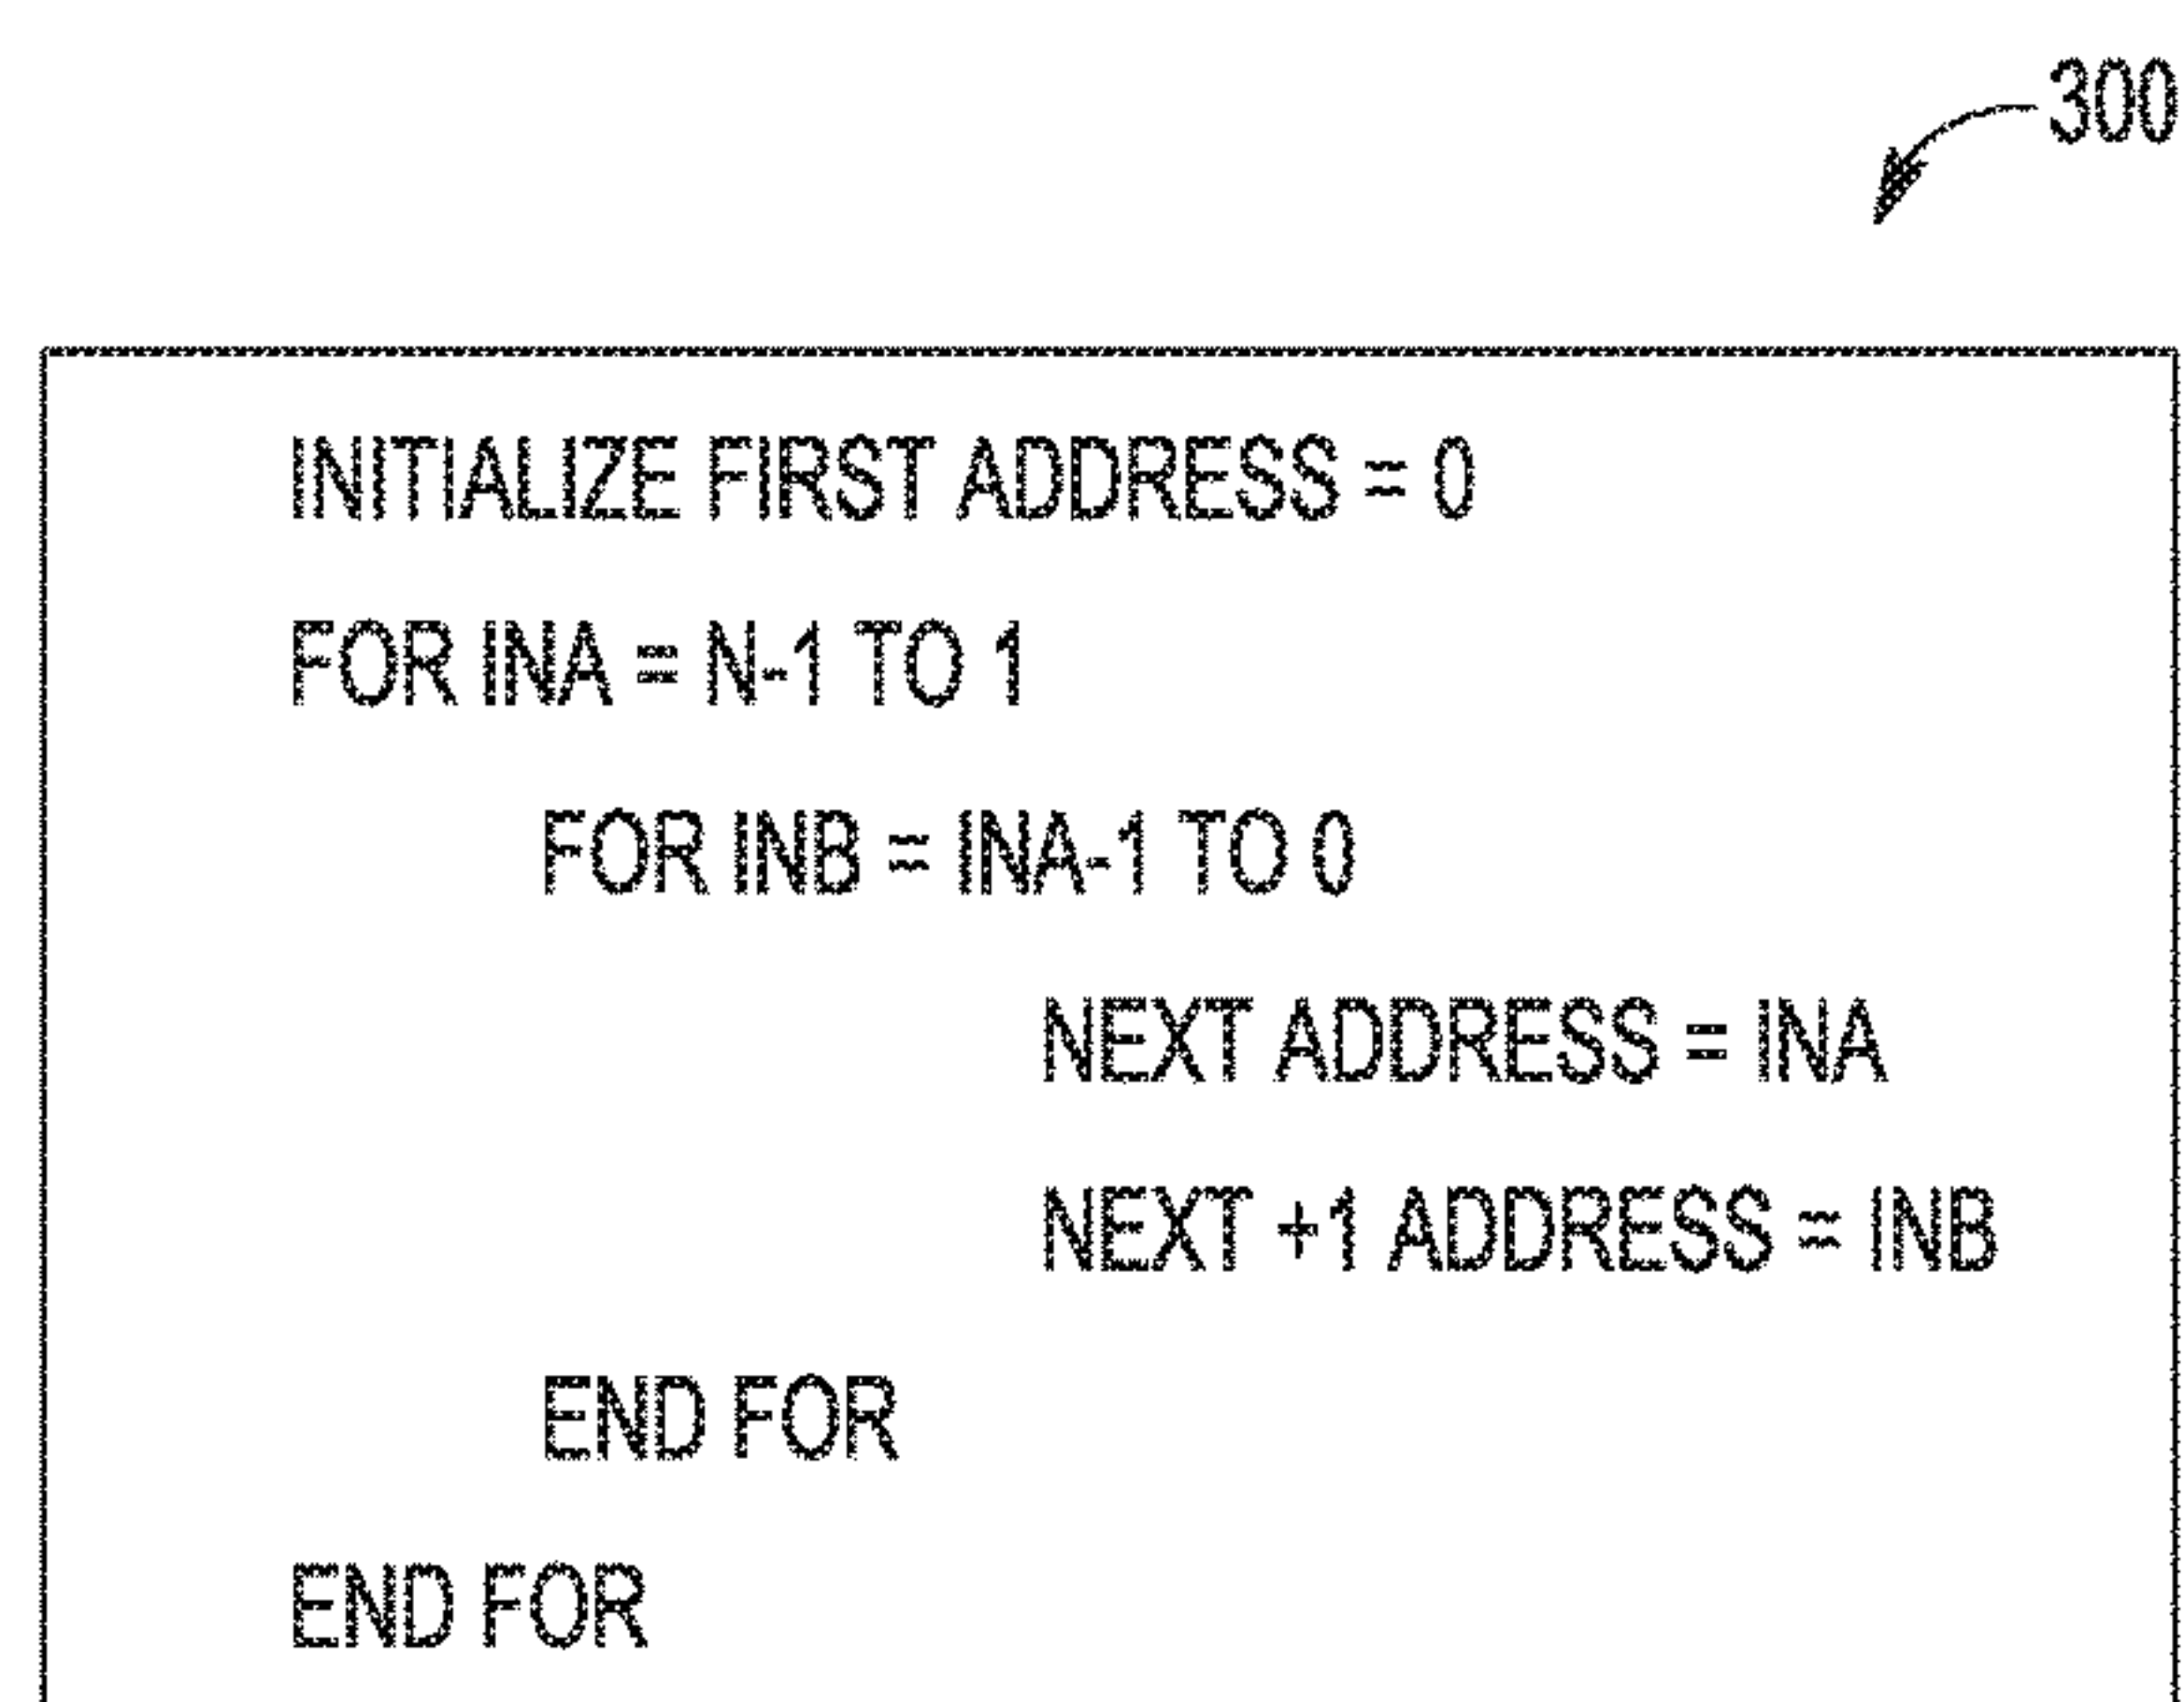 300
INITIALIZE FIRST ADDRESS = 0
FOR INA = N-1 TO 1
FOR INB = INA-1 TO 0
NEXT ADDRESS = INA
NEXT +1 ADDRESS = INB
END FOR
END FOR